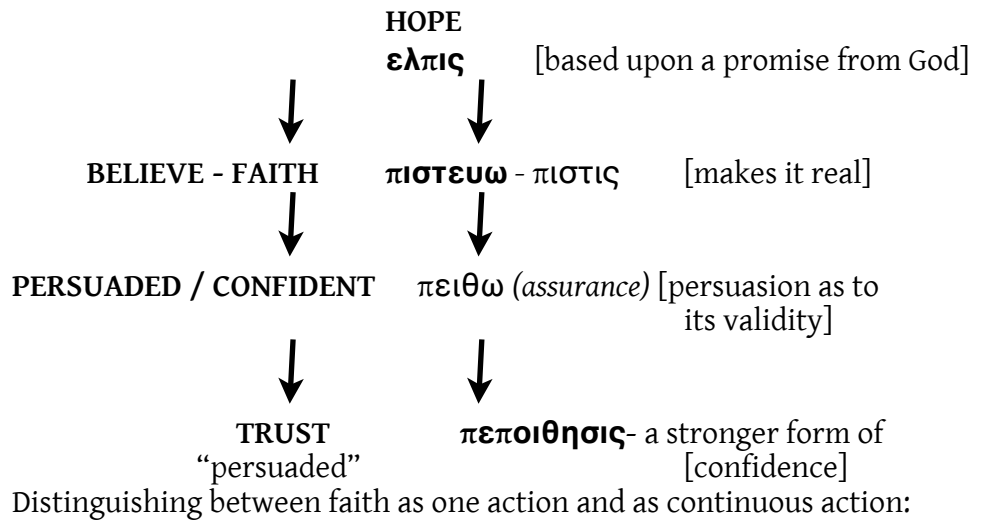 HOPE
ελπις [based upon a promise from God]
BELIEVE - FAITH πιστευω - πιστις [makes it real]
PERSUADED / CONFIDENT πειθω (assurance) [persuasion as to
its validity]
TRUST πεποιθησις- a stronger form of
“persuaded” [confidence]
Distinguishing between faith as one action and as continuous action: